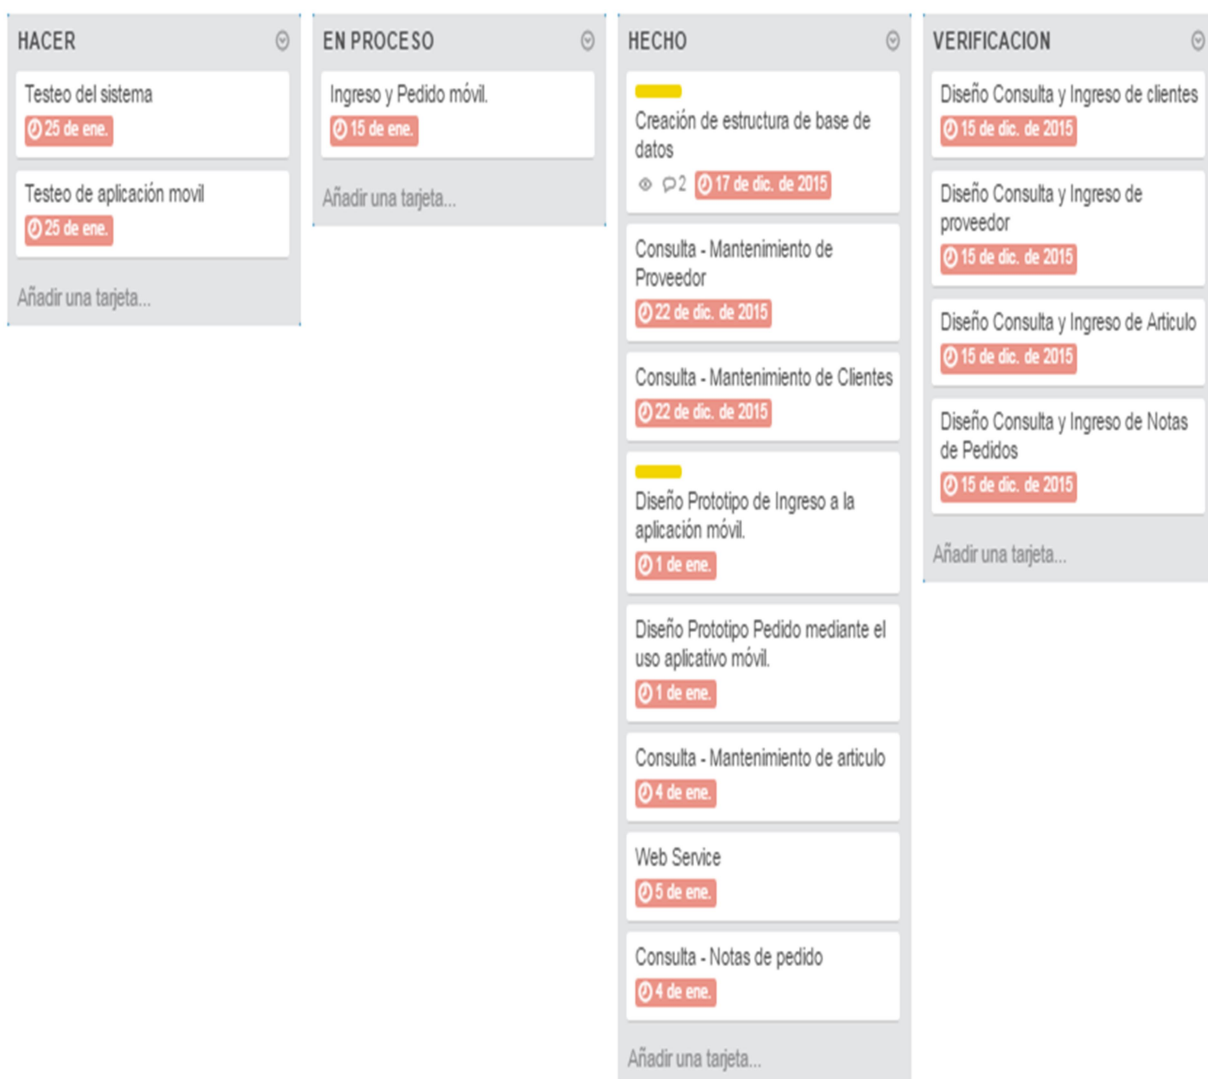 HACER
Testeo del sistema
25 de ene.
Testeo de aplicación movil
25 de ene.
Añadir una tarjeta...
EN PROCESO
Ingreso y Pedido móvil.
15 de ene.
Añadir una tarjeta...
HECHO
Creación de estructura de base de
datos
2 17 de dic. de 2015
Consulta - Mantenimiento de
Proveedor
22 de dic. de 2015
Consulta - Mantenimiento de Clientes
22 de dic. de 2015
Diseño Prototipo de Ingreso a la
aplicación móvil.
1 de ene.
Diseño Prototipo Pedido mediante el
uso aplicativo móvil.
1 de ene.
Consulta - Mantenimiento de articulo
4 de ene.
Web Service
5 de ene.
Consulta - Notas de pedido
4 de ene.
Añadir una tarjeta...
VERIFICACION
Diseño Consulta y Ingreso de clientes
15 de dic. de 2015
Diseño Consulta y Ingreso de
proveedor
15 de dic. de 2015
Diseño Consulta y Ingreso de Articulo
15 de dic. de 2015
Diseño Consulta y Ingreso de Notas
de Pedidos
15 de dic. de 2015
Añadir una tarjeta...